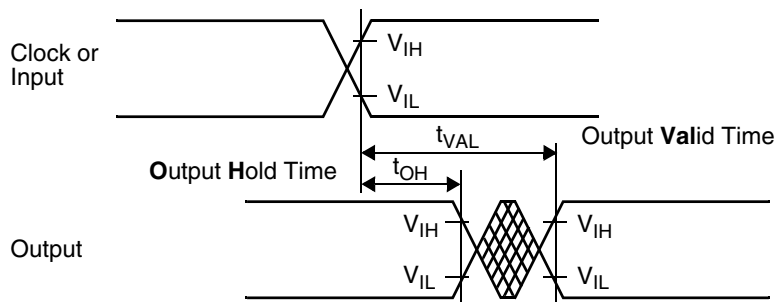 Clock or
Input
V_IH
V_IL
t_VAL
Output Valid Time
Output Hold Time
t_OH
V_IH
V_IH
Output
V_IL
V_IL